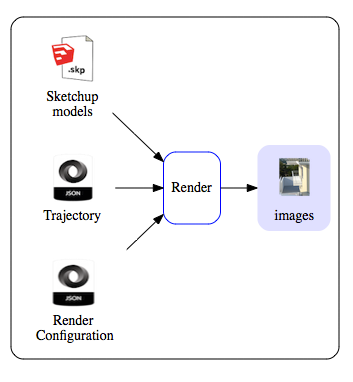 .skp
Sketchup
models
JSON
Trajectory
Render
images
JSON
Render
Configuration